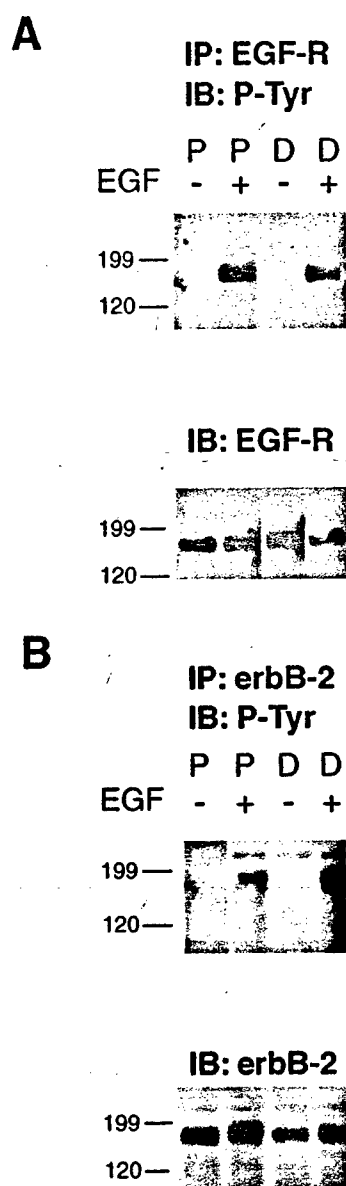 A
IP: EGF-R
IB: P-Tyr
P P D D
EGF - + - +
199
120
IB: EGF-R
199
120
B
IP: erbB-2
IB: P-Tyr
P P D D
EGF - + - +
199
120
IB: erbB-2
199
120